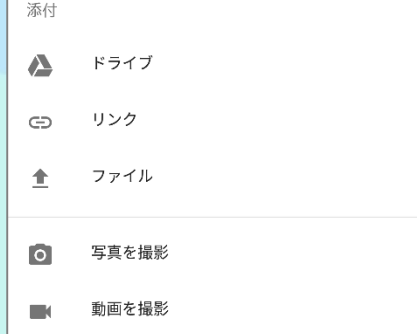 添付
ドライブ
リンク
ファイル
写真を撮影
動画を撮影